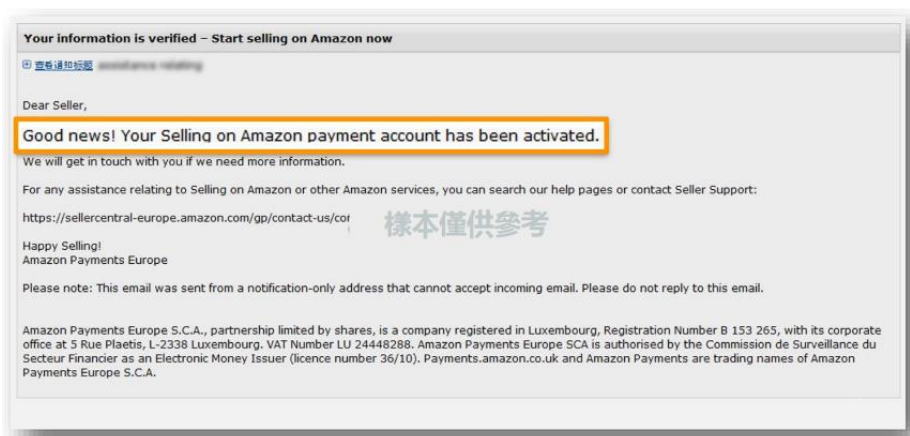 Your information is verified – Start selling on Amazon now
查看通知标题 assistance relating
Dear Seller,
Good news! Your Selling on Amazon payment account has been activated.
We will get in touch with you if we need more information.
For any assistance relating to Selling on Amazon or other Amazon services, you can search our help pages or contact Seller Support:
https://sellercentral-europe.amazon.com/gp/contact-us/cor
樣本僅供參考
Happy Selling!
Amazon Payments Europe
Please note: This email was sent from a notification-only address that cannot accept incoming email. Please do not reply to this email.
Amazon Payments Europe S.C.A., partnership limited by shares, is a company registered in Luxembourg, Registration Number B 153 265, with its corporate
office at 5 Rue Plaetis, L-2338 Luxembourg. VAT Number LU 24448288. Amazon Payments Europe SCA is authorised by the Commission de Surveillance du
Secteur Financier as an Electronic Money Issuer (licence number 36/10). Payments.amazon.co.uk and Amazon Payments are trading names of Amazon
Payments Europe S.C.A.